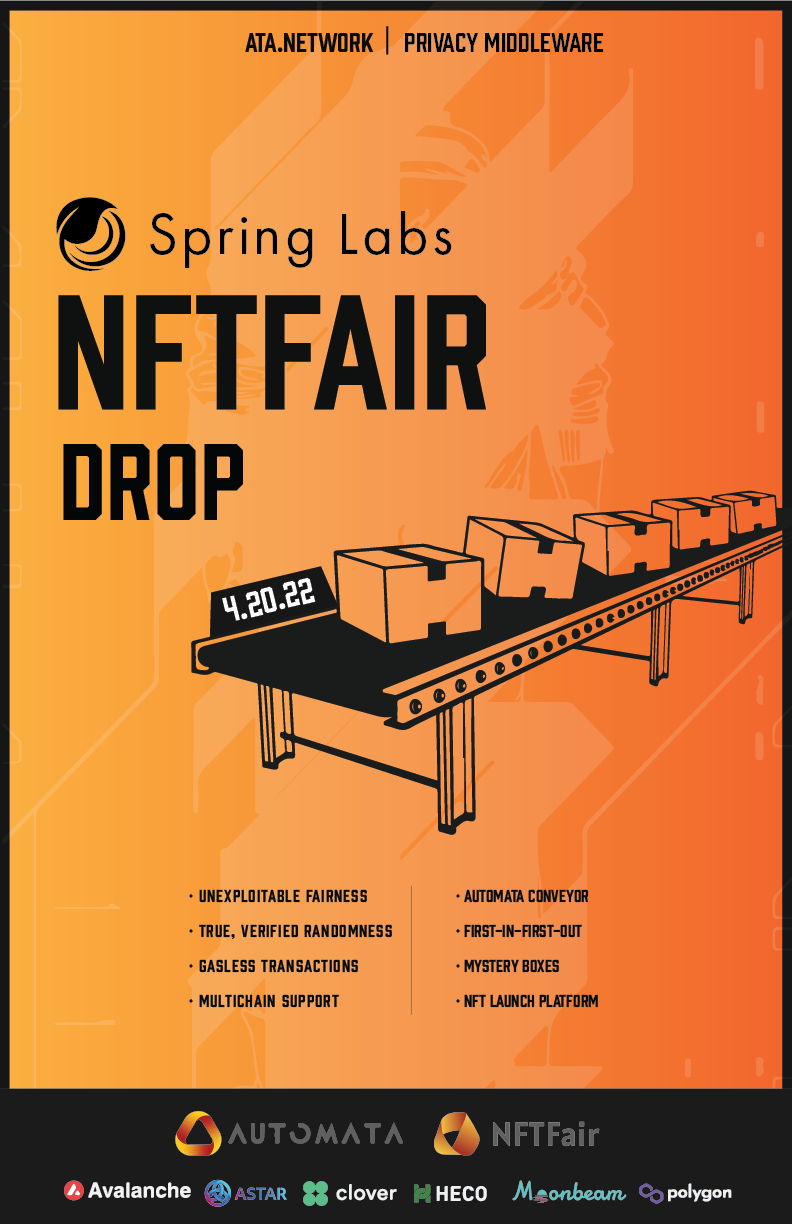 ATA.NETWORK | PRIVACY MIDDLEWARE
Spring Labs
NFTFAIR
DROP
4.20.22
• UNEXPLOITABLE FAIRNESS
• TRUE, VERIFIED RANDOMNESS
• GASLESS TRANSACTIONS
• MULTICHAIN SUPPORT
• AUTOMATA CONVEYOR
• FIRST-IN-FIRST-OUT
• MYSTERY BOXES
• NFT LAUNCH PLATFORM
AUTOMATA NFTFair
Avalanche ASTAR clover HECO Moonbeam polygon